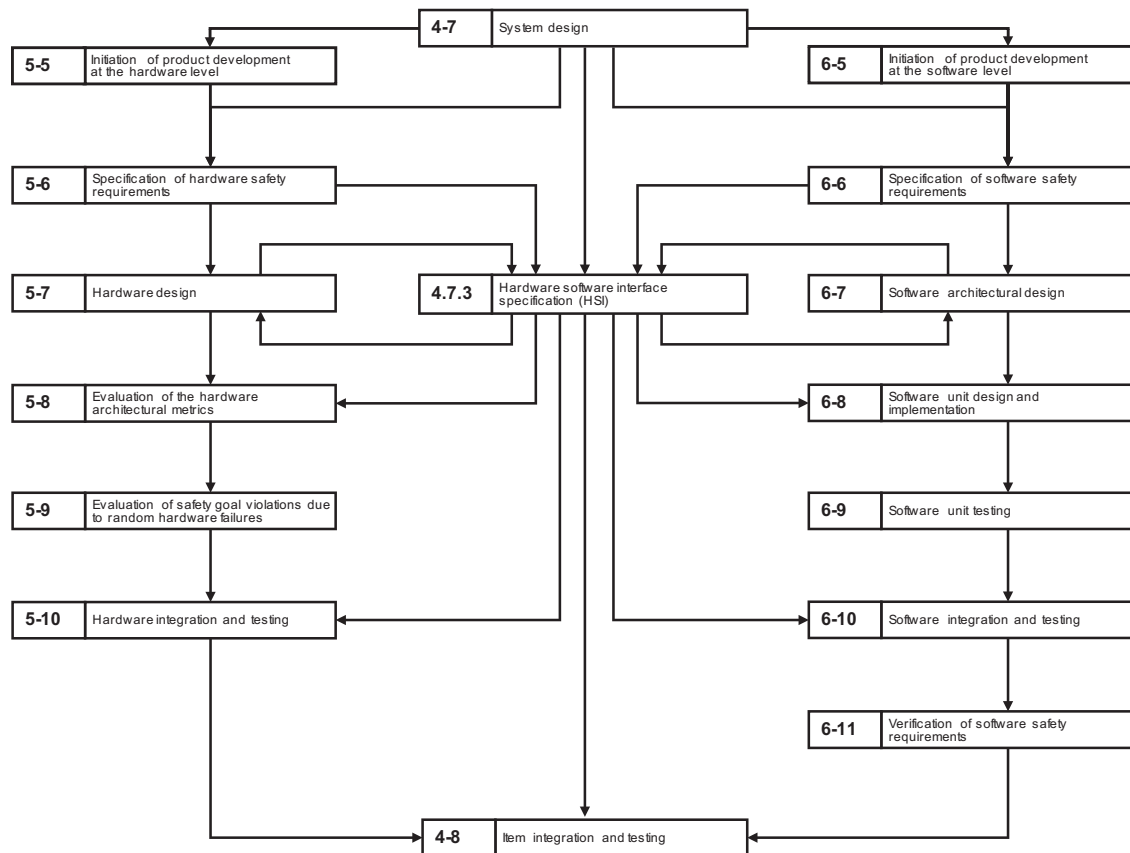 4-7 System design
5-5 Initiation of product development
at the hardware level
6-5 Initiation of product development
at the software level
5-6 Specification of hardware safety
requirements
6-6 Specification of software safety
requirements
5-7 Hardware design
4.7.3 Hardware software interface
specification (HSI)
6-7 Software architectural design
5-8 Evaluation of the hardware
architectural metrics
6-8 Software unit design and
implementation
5-9 Evaluation of safety goal violations due
to random hardware failures
6-9 Software unit testing
5-10 Hardware integration and testing
6-10 Software integration and testing
6-11 Verification of software safety
requirements
4-8 Item integration and testing